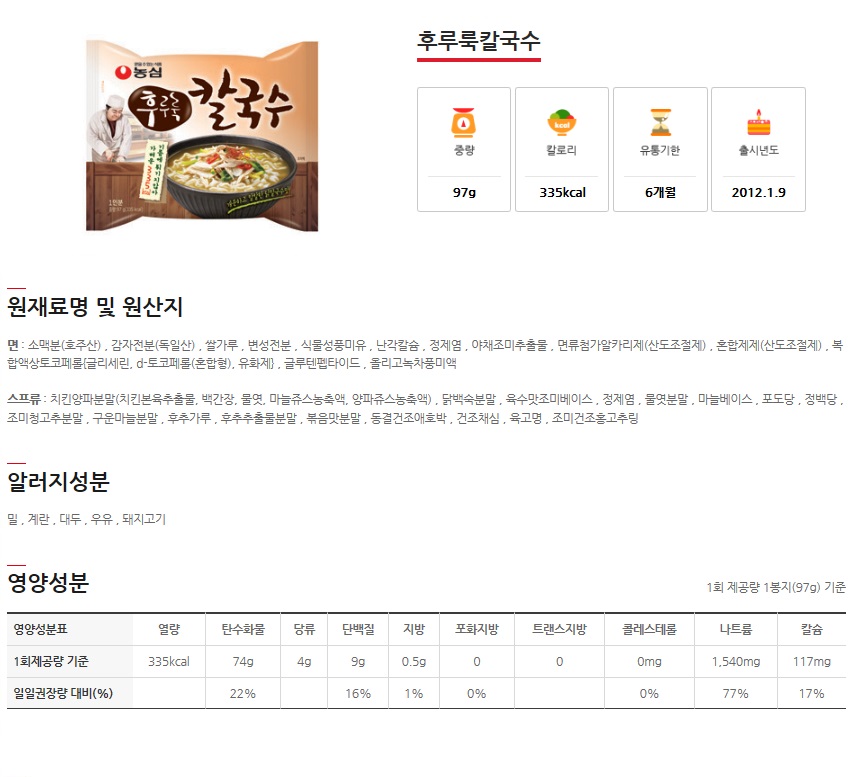 후루룩칼국수
농심
후루룩
칼국수
1인분
kcal
중량
칼로리
유통기한
출시년도
97g
335kcal
6개월
2012.1.9
원재료명 및 원산지
면 : 소맥분(호주산) , 감자전분(독일산) , 쌀가루 , 변성전분 , 식물성풍미유 , 난각칼슘 , 정제염 , 야채조미추출물 , 면류첨가알카리제(산도조절제) , 혼합제제(산도조절제) , 복
합액상토코페롤{글리세린, d-토코페롤(혼합형), 유화제} , 글루텐펩타이드 , 올리고녹차풍미액
스프류 : 치킨양파분말(치킨본육추출물, 백간장, 물엿, 마늘쥬스농축액, 양파쥬스농축액) , 닭백숙분말 , 육수맛조미베이스 , 정제염 , 물엿분말 , 마늘베이스 , 포도당 , 정백당 ,
조미청고추분말 , 구운마늘분말 , 후추가루 , 후추추출물분말 , 볶음맛분말 , 동결건조애호박 , 건조채심 , 육고명 , 조미건조홍고추링
알러지성분
밀 , 계란 , 대두 , 우유 , 돼지고기
영양성분
1회 제공량 1봉지(97g) 기준
영양성분표 열량 탄수화물 당류 단백질 지방 포화지방 트랜스지방 콜레스테롤 나트륨 칼슘
1회제공량 기준 335kcal 74g 4g 9g 0.5g 0 0 0mg 1,540mg 117mg
일일권장량 대비(%) 22% 16% 1% 0% 0% 77% 17%